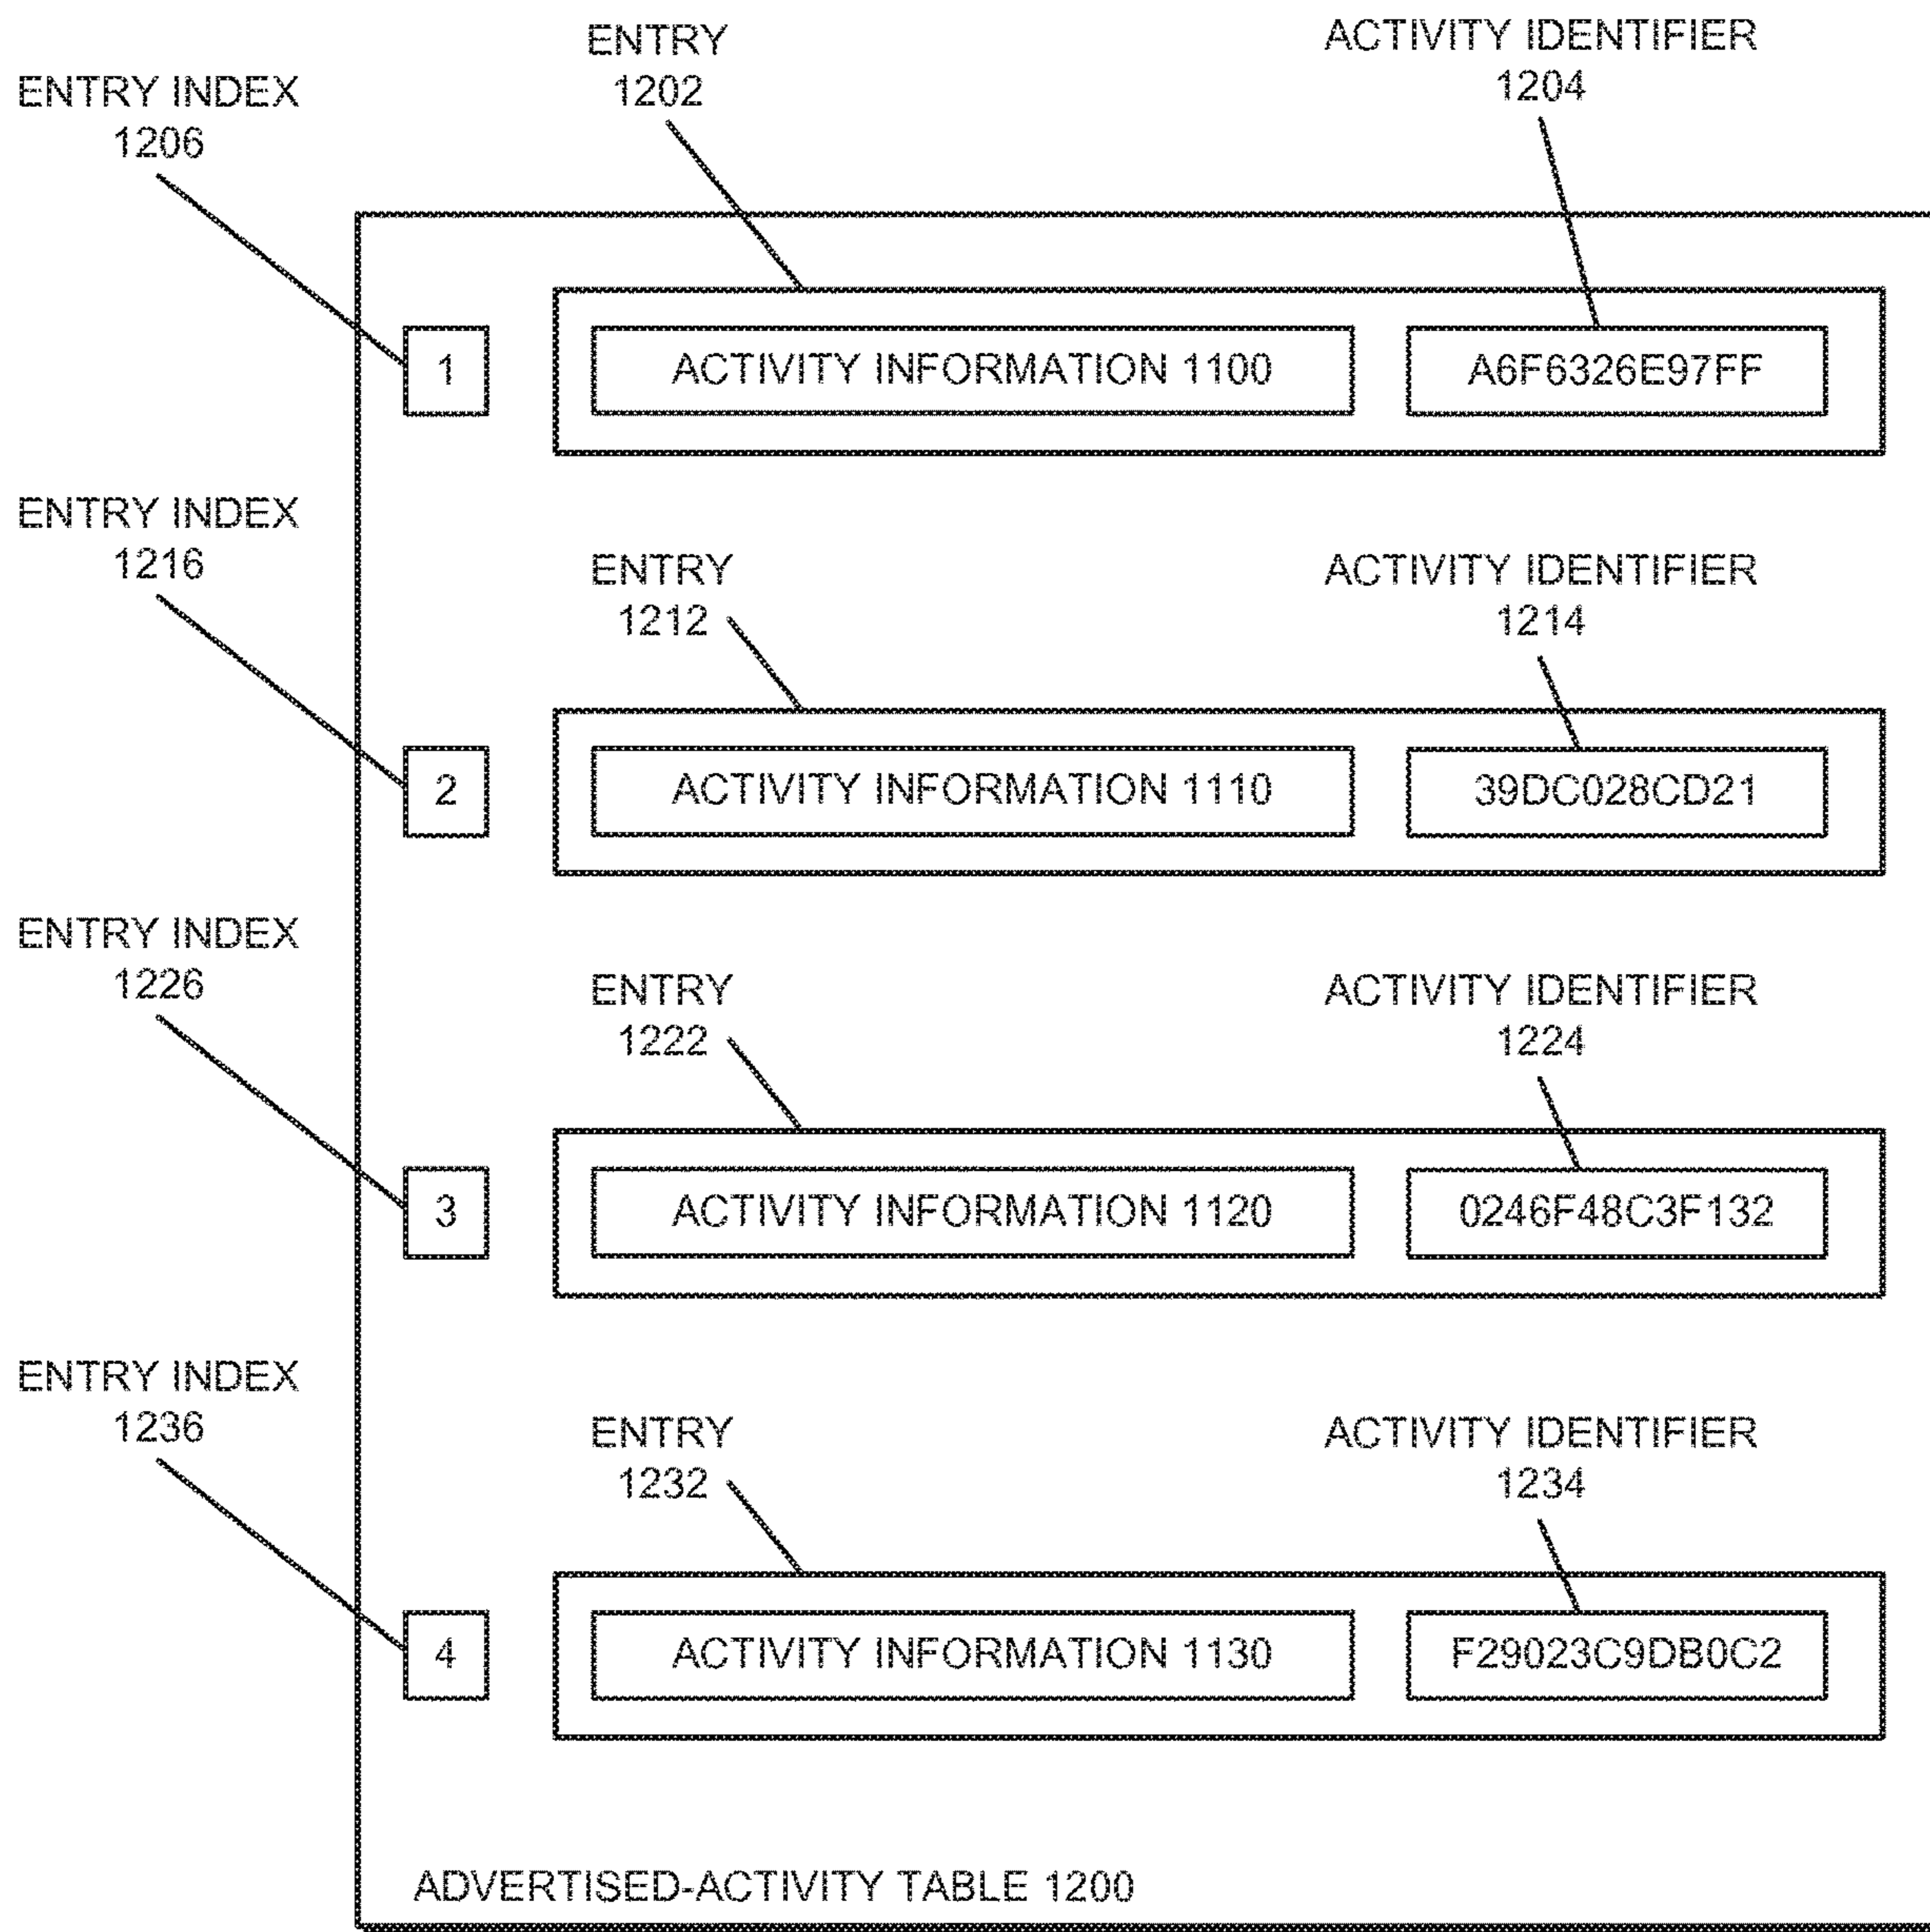 ENTRY
1202
ACTIVITY IDENTIFIER
1204
ENTRY INDEX
1206
1
ACTIVITY INFORMATION 1100
A6F6326E97FF
ENTRY INDEX
1216
ENTRY
1212
ACTIVITY IDENTIFIER
1214
2
ACTIVITY INFORMATION 1110
39DC028CD21
ENTRY INDEX
1226
ENTRY
1222
ACTIVITY IDENTIFIER
1224
3
ACTIVITY INFORMATION 1120
0246F48C3F132
ENTRY INDEX
1236
ENTRY
1232
ACTIVITY IDENTIFIER
1234
4
ACTIVITY INFORMATION 1130
F29023C9DB0C2
ADVERTISED-ACTIVITY TABLE 1200